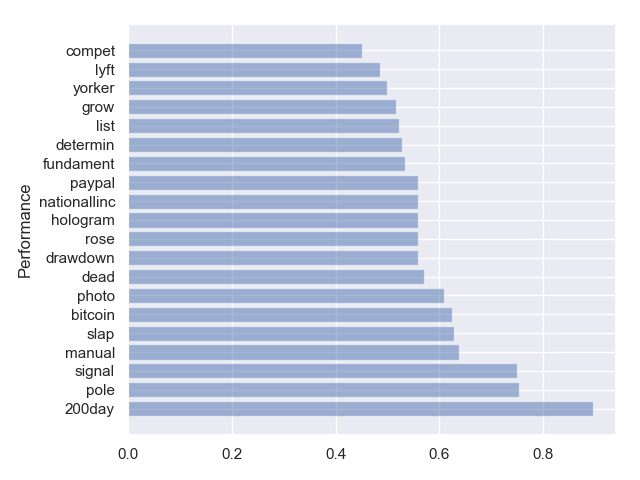 compet
lyft
yorker
grow
list
determin
fundament
paypal
nationallinc
hologram
rose
drawdown
dead
photo
bitcoin
slap
manual
signal
pole
200day
Performance
0.0 0.2 0.4 0.6 0.8